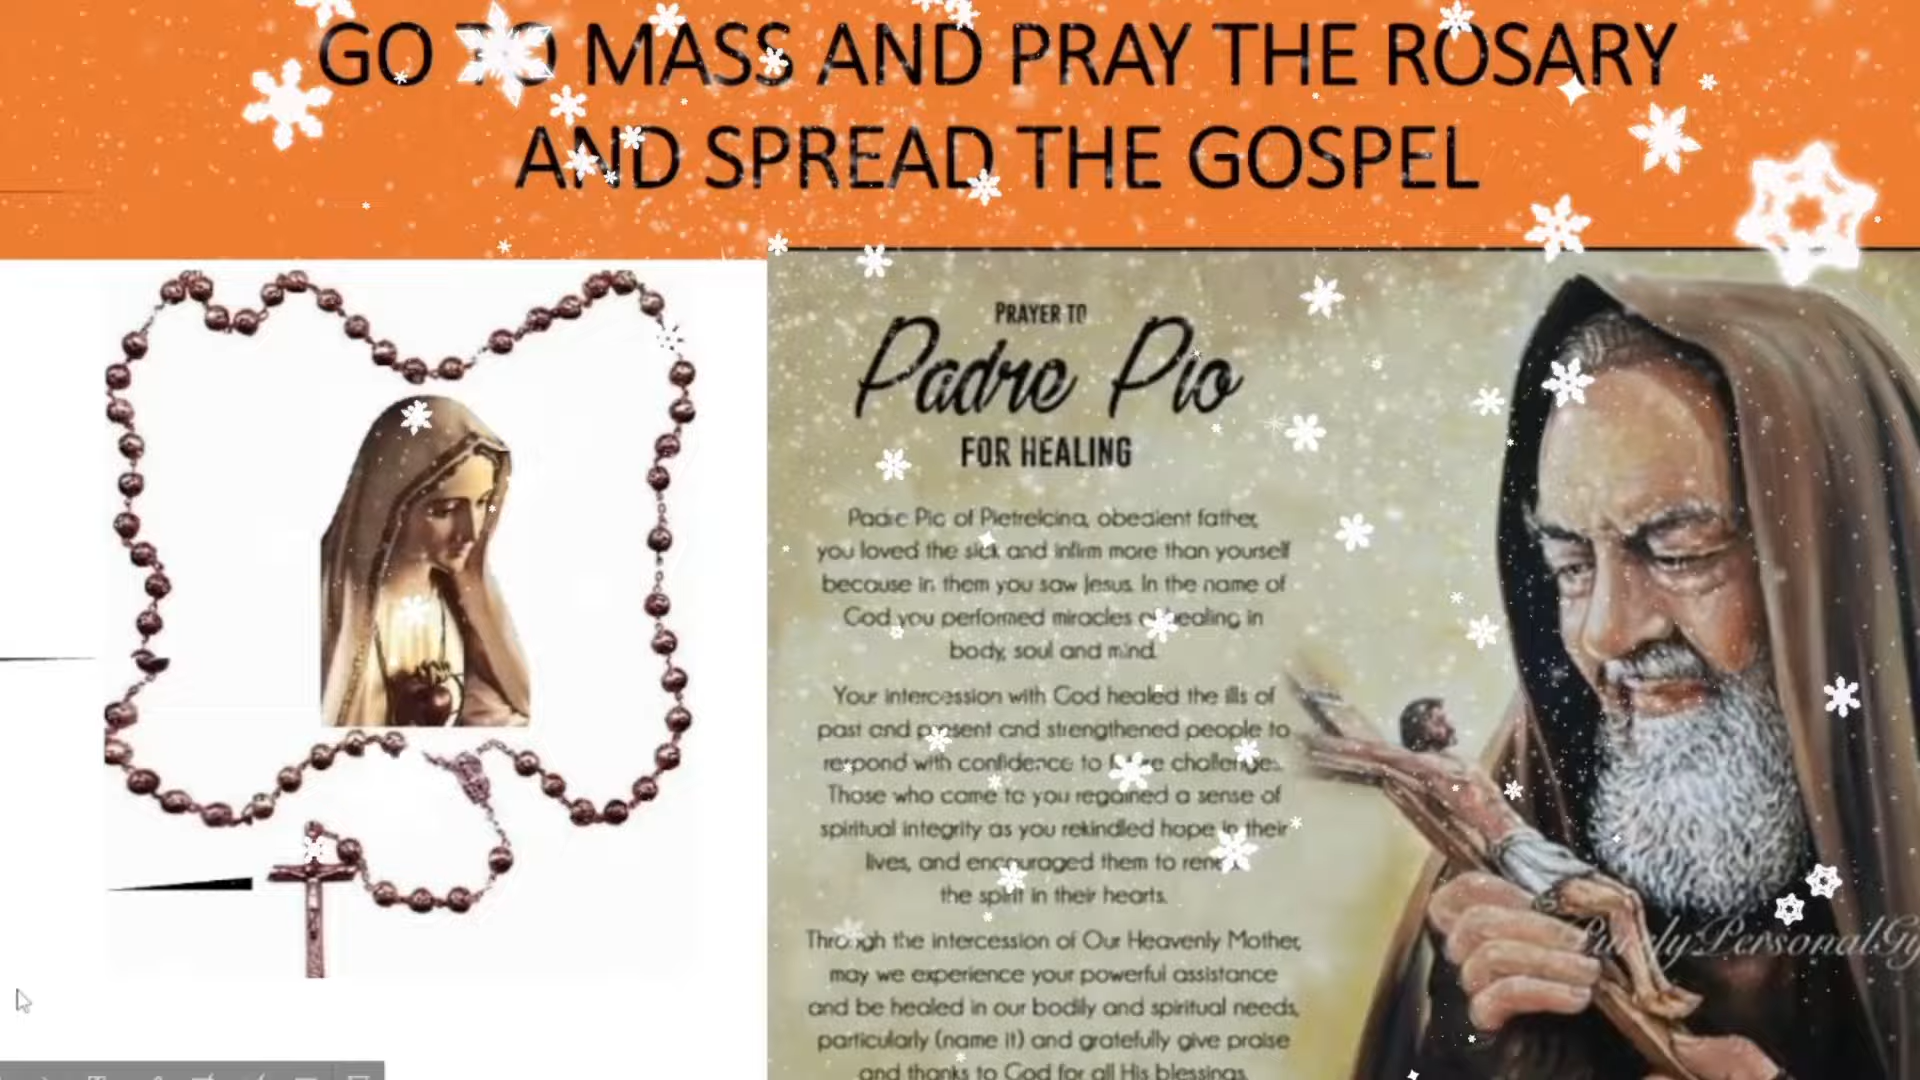 GO TO MASS AND PRAY THE ROSARY
AND SPREAD THE GOSPEL
PRAYER TO
Padre Pio
FOR HEALING
Padre Pio of Pietrelcina, obedient father,
you loved the sick and infirm more than yourself
because in them you saw Jesus. In the name of
God you performed miracles of healing in
body, soul and mind.
Your intercession with God healed the ills of
past and present and strengthened people to
respond with confidence to future challenges.
Those who came to you regained a sense of
spiritual integrity as you rekindled hope in their
lives, and encouraged them to renew
the spirit in their hearts.
Through the intercession of Our Heavenly Mother,
may we experience your powerful assistance
and be healed in our bodily and spiritual needs,
particularly (name it) and gratefully give praise
and thanks to God for all His blessings.
PurelyPersonalGy